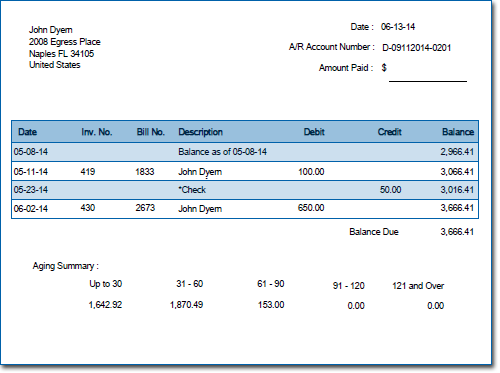 John Dyern
2008 Egress Place
Naples FL 34105
United States
Date : 06-13-14
A/R Account Number : D-09112014-0201
Amount Paid : $
Date Inv. No. Bill No. Description Debit Credit Balance
05-08-14 Balance as of 05-08-14 2,966.41
05-11-14 419 1833 John Dyern 100.00 3,066.41
05-23-14 *Check 50.00 3,016.41
06-02-14 430 2673 John Dyern 650.00 3,666.41
Balance Due 3,666.41
Aging Summary :
Up to 30 31 - 60 61 - 90 91 - 120 121 and Over
1,642.92 1,870.49 153.00 0.00 0.00